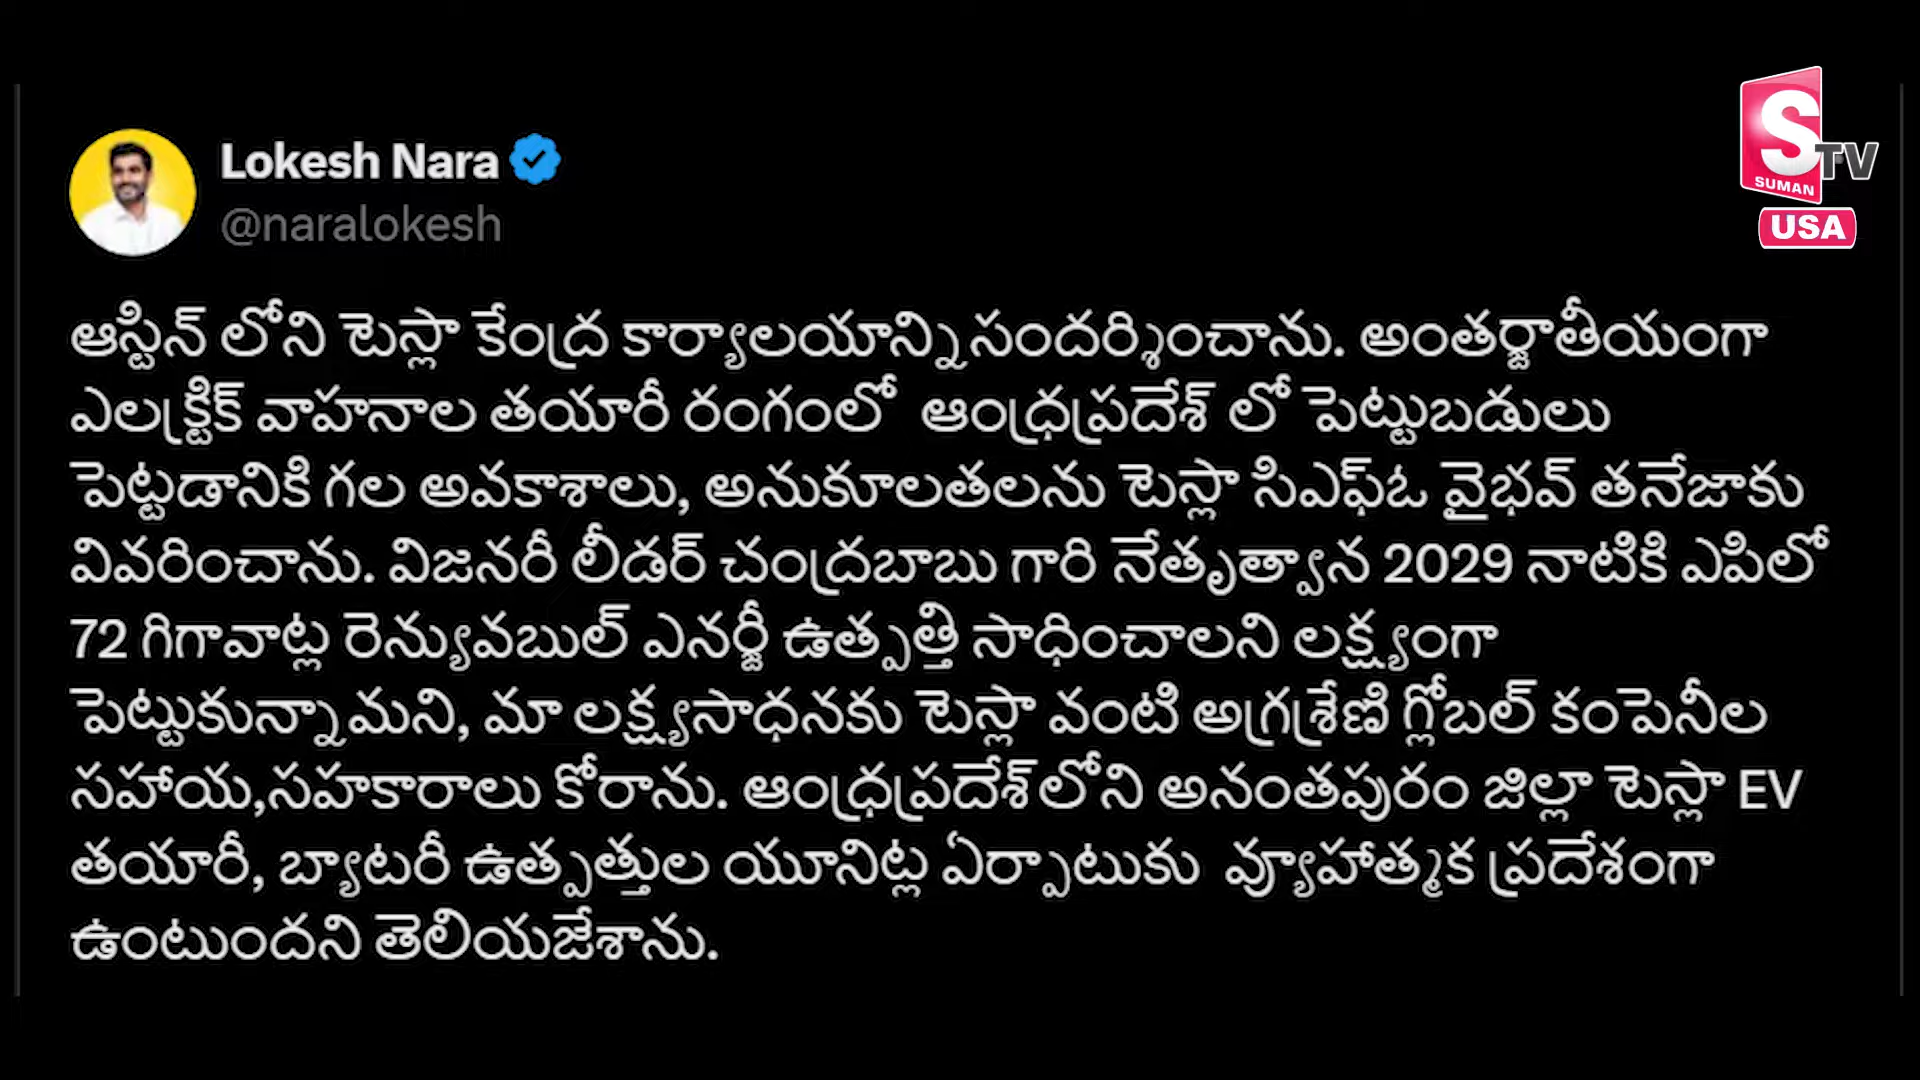 Lokesh Nara
@naralokesh
S TV
SUMAN
USA
ఆస్టిన్ లోని టెస్లా కేంద్ర కార్యాలయాన్ని సందర్శించాను. అంతర్జాతీయంగా
ఎలక్ట్రిక్ వాహనాల తయారీ రంగంలో ఆంధ్రప్రదేశ్ లో పెట్టుబడులు
పెట్టడానికి గల అవకాశాలు, అనుకూలతలను టెస్లా సిఎఫ్ఓ వైభవ్ తనేజాకు
వివరించాను. విజనరీ లీడర్ చంద్రబాబు గారి నేతృత్వాన 2029 నాటికి ఎపిలో
72 గిగావాట్ల రెన్యువబుల్ ఎనర్జీ ఉత్పత్తి సాధించాలని లక్ష్యంగా
పెట్టుకున్నామని, మా లక్ష్యసాధనకు టెస్లా వంటి అగ్రశ్రేణి గ్లోబల్ కంపెనీల
సహాయ,సహకారాలు కోరాను. ఆంధ్రప్రదేశ్‌లోని అనంతపురం జిల్లా టెస్లా EV
తయారీ, బ్యాటరీ ఉత్పత్తుల యూనిట్ల ఏర్పాటుకు వ్యూహాత్మక ప్రదేశంగా
ఉంటుందని తెలియజేశాను.